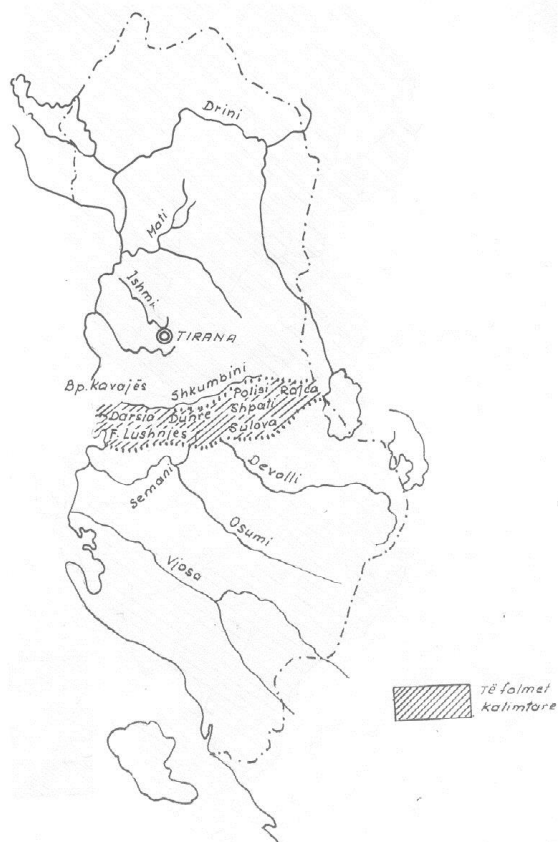 Drini
Mati
Ishmi
TIRANA
Bp. Kavajës
Shkumbini
Polisi Rajca
Darsia Dumre Shpati
F. Lushnjës Sulova
Devolli
Semani
Osumi
Vjosa
Të folmet
kalimtare